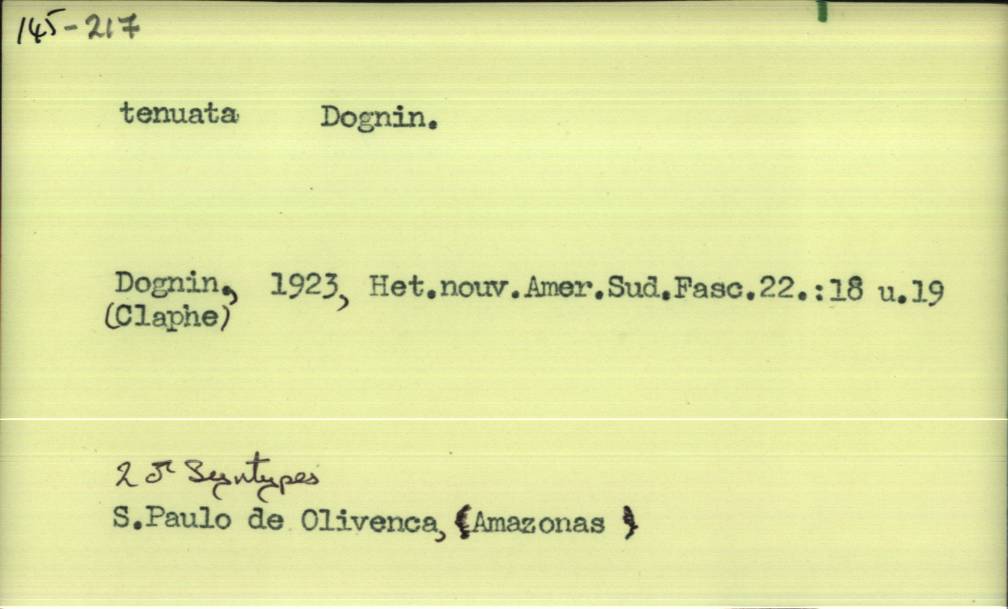 145-217
tenuata Dognin.
Dognin., 1923, Het.nouv.Amer.Sud.Fasc.22.:18 u.19
(Claphe)
2 ♂ Syntypes
S.Paulo de Olivenca, (Amazonas )